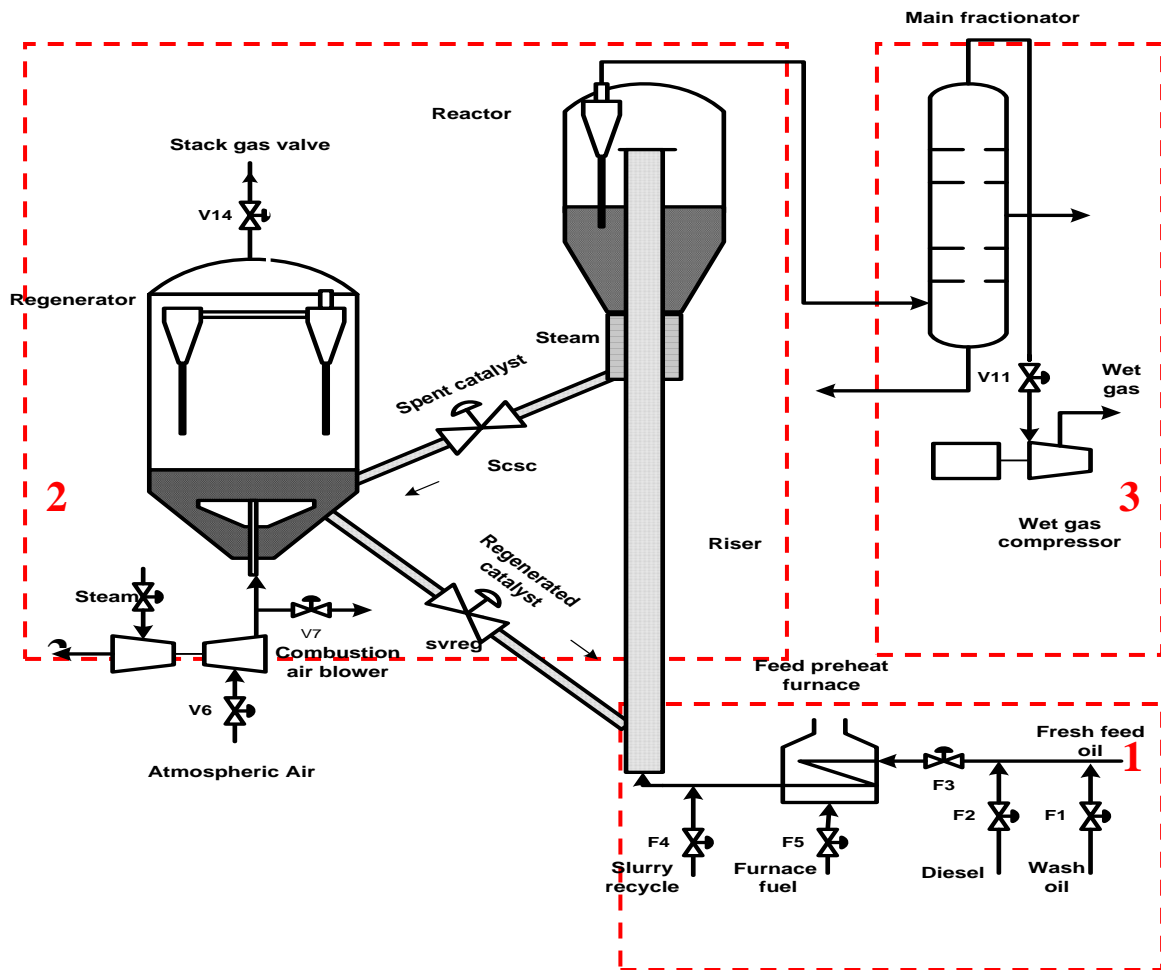 Main fractionator
Reactor
Stack gas valve
V14
Regenerator
Steam
Spent catalyst
V11
Wet
gas
Scsc
2
3
Riser
Wet gas
compressor
Regenerated
catalyst
Steam
V7
svreg
Combustion
air blower
Feed preheat
furnace
V6
Fresh feed
oil
1
Atmospheric Air
F3
F4
F5
F2
F1
Slurry
recycle
Furnace
fuel
Diesel
Wash
oil